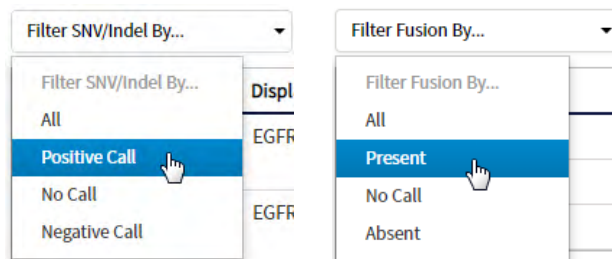 Filter SNV/Indel By...
Filter SNV/Indel By...
All
Positive Call
No Call
Negative Call
Displ
EGFR
EGFR
Filter Fusion By...
Filter Fusion By...
All
Present
No Call
Absent